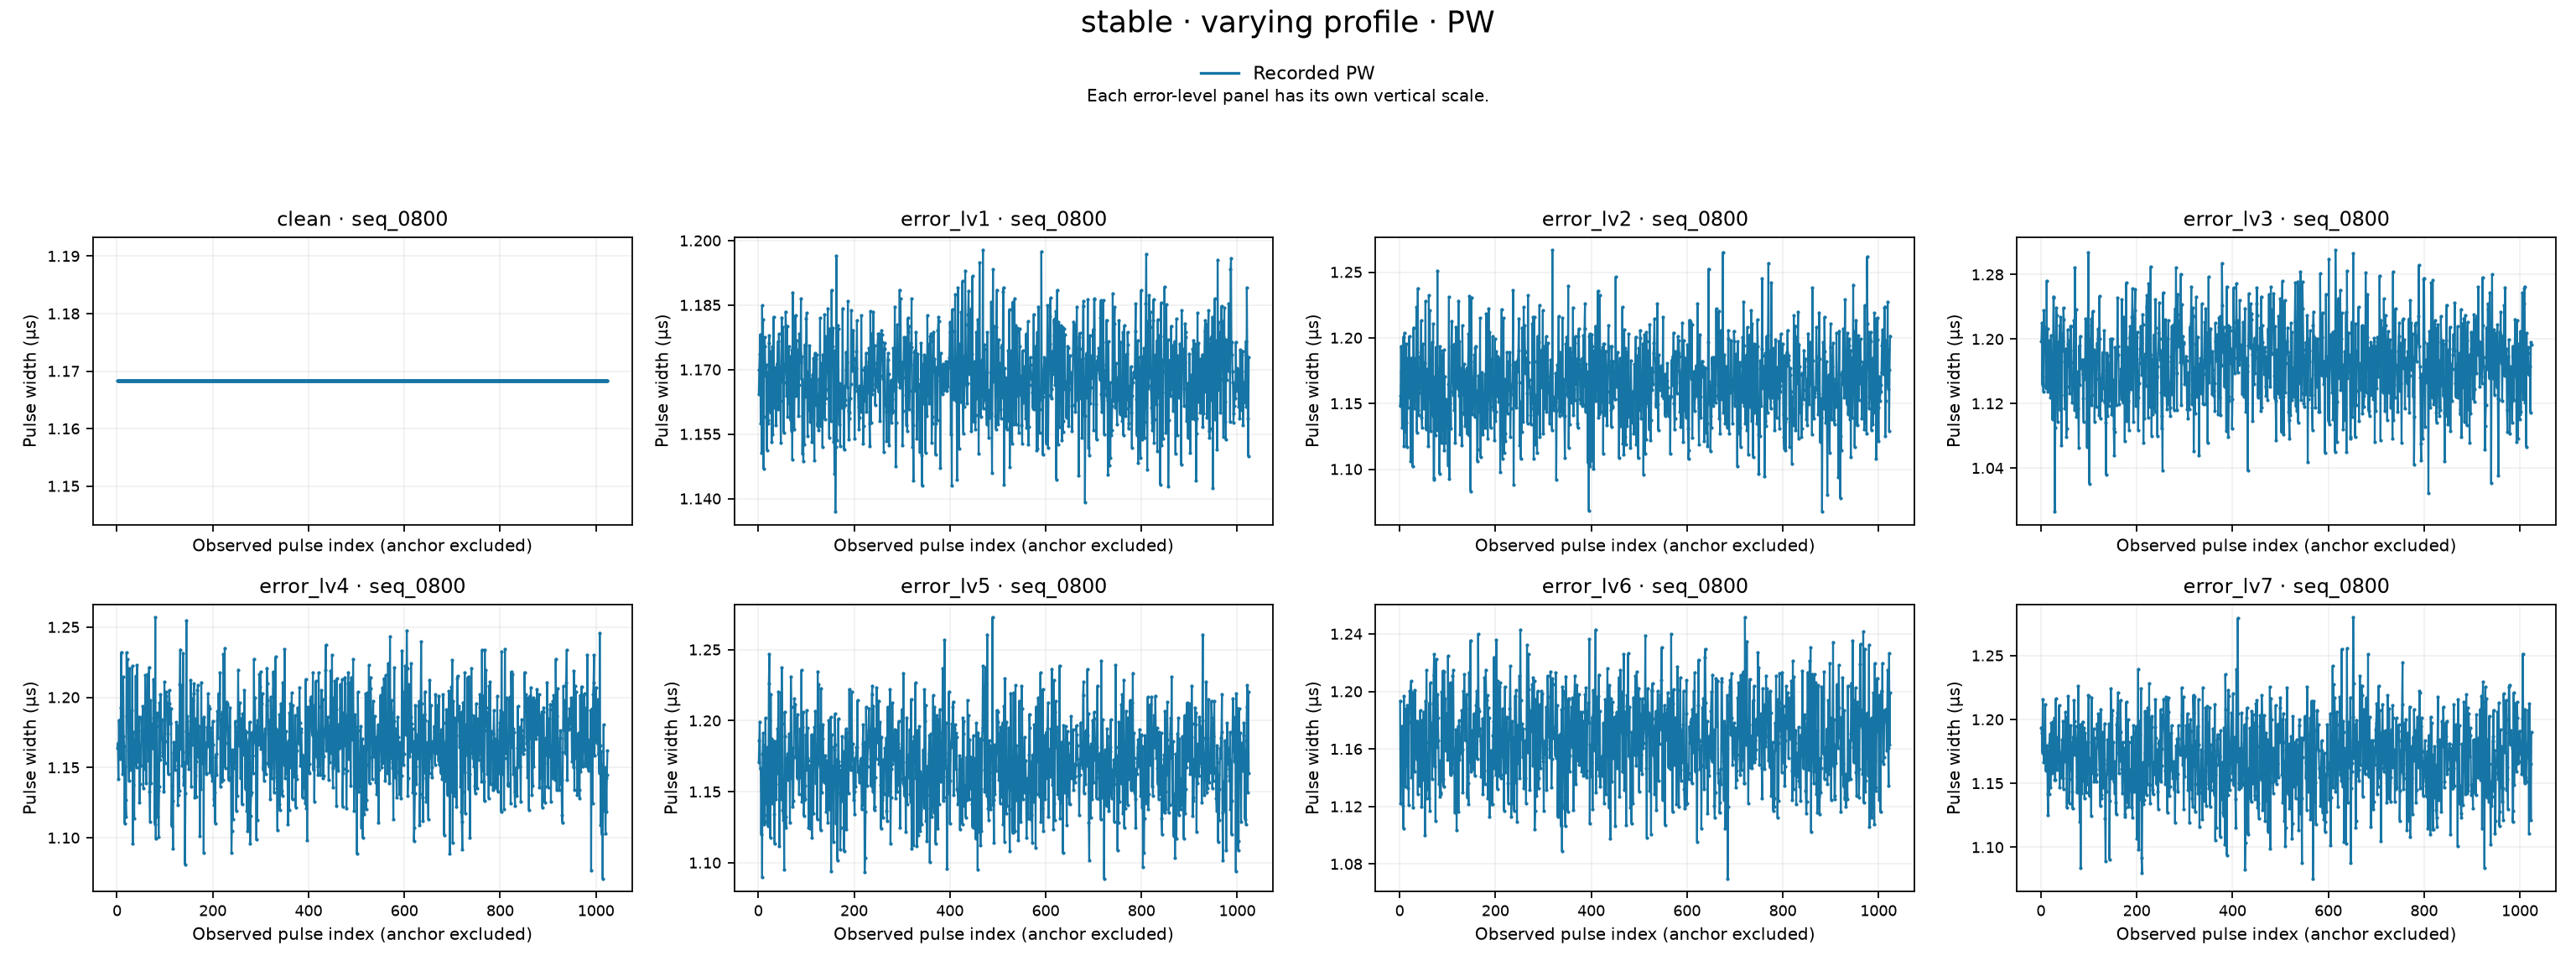 stable · varying profile · PW
Recorded PW
Each error-level panel has its own vertical scale.
clean · seq_0800
1.19
1.18
1.17
1.16
1.15
Pulse width (µs)
Observed pulse index (anchor excluded)
error_lv1 · seq_0800
1.200
1.185
1.170
1.155
1.140
Pulse width (µs)
Observed pulse index (anchor excluded)
error_lv2 · seq_0800
1.25
1.20
1.15
1.10
Pulse width (µs)
Observed pulse index (anchor excluded)
error_lv3 · seq_0800
1.28
1.20
1.12
1.04
Pulse width (µs)
Observed pulse index (anchor excluded)
error_lv4 · seq_0800
1.25
1.20
1.15
1.10
Pulse width (µs)
0 200 400 600 800 1000
Observed pulse index (anchor excluded)
error_lv5 · seq_0800
1.25
1.20
1.15
1.10
Pulse width (µs)
0 200 400 600 800 1000
Observed pulse index (anchor excluded)
error_lv6 · seq_0800
1.24
1.20
1.16
1.12
1.08
Pulse width (µs)
0 200 400 600 800 1000
Observed pulse index (anchor excluded)
error_lv7 · seq_0800
1.25
1.20
1.15
1.10
Pulse width (µs)
0 200 400 600 800 1000
Observed pulse index (anchor excluded)